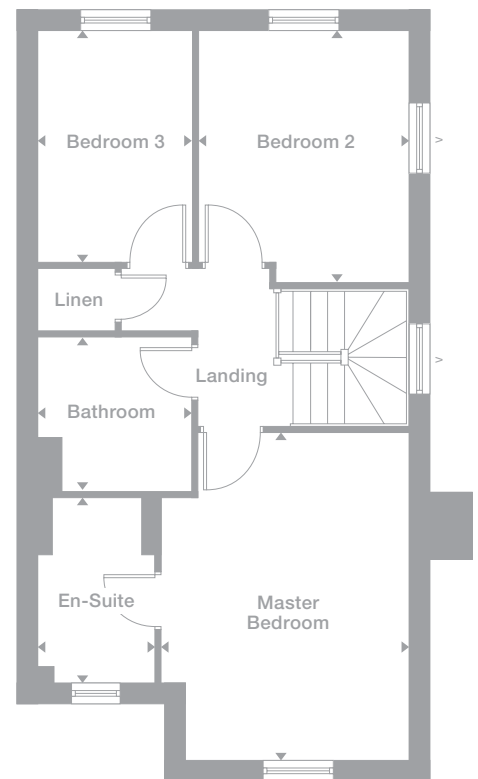 Bedroom 3
Bedroom 2
Linen
Landing
Bathroom
En-Suite
Master
Bedroom